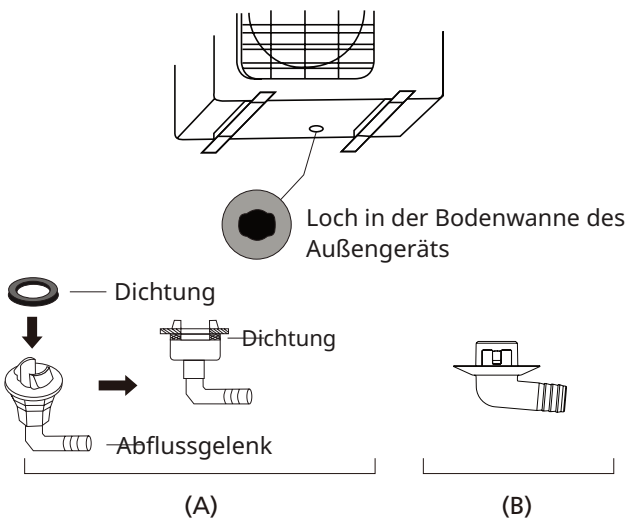 Loch in der Bodenwanne des
Außengeräts
Dichtung
Dichtung
Abflussgelenk
(A)
(B)